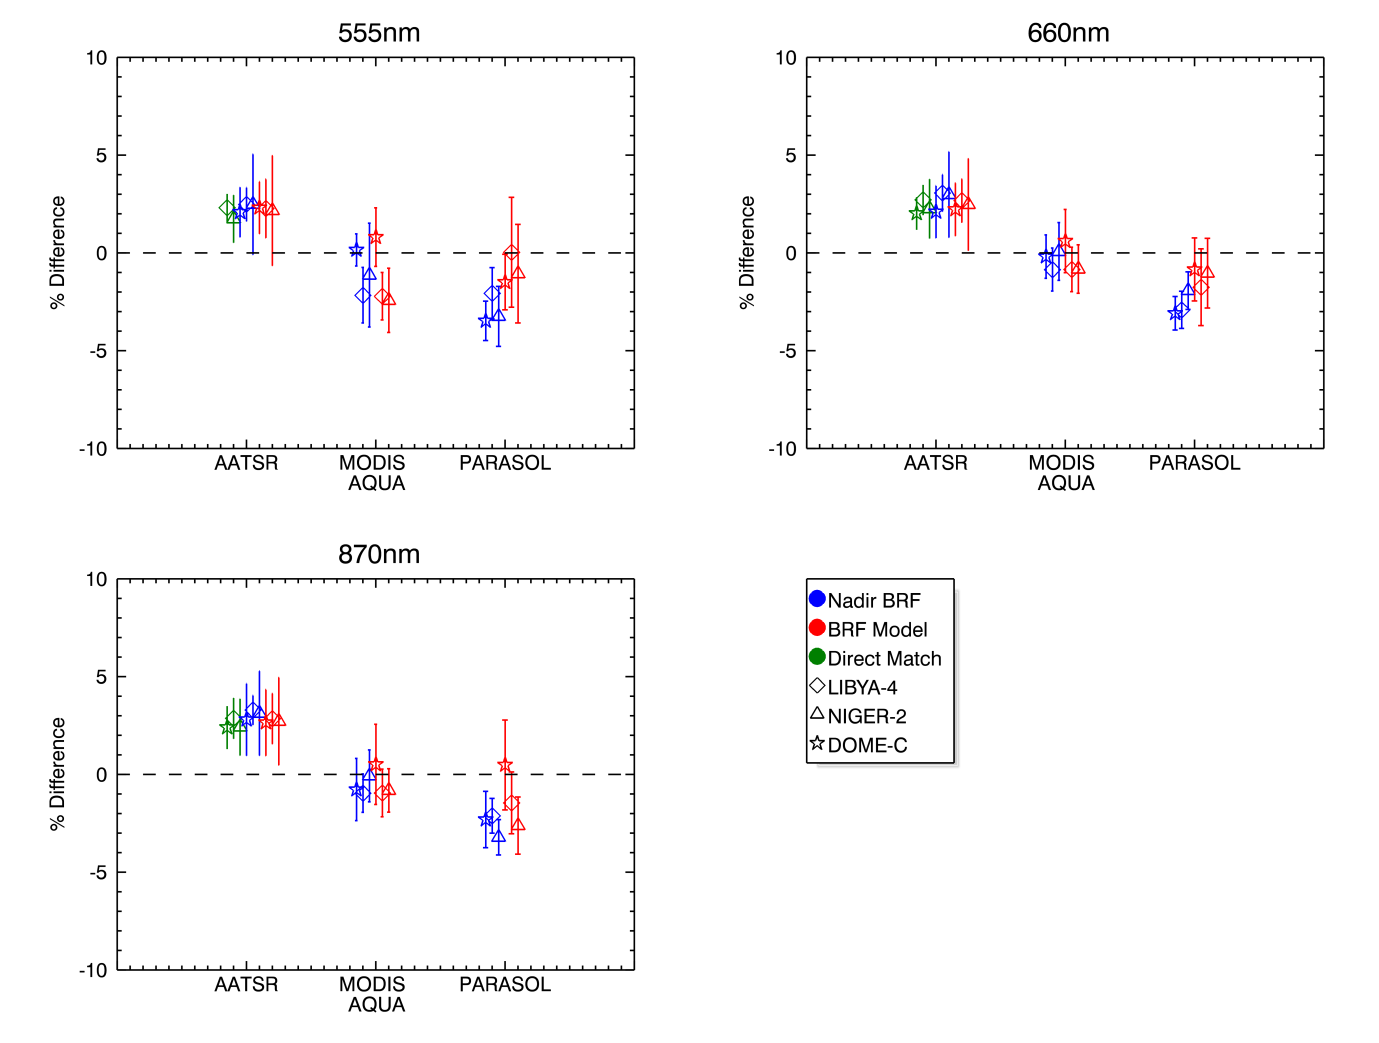 555nm
10
5
0
-5
-10
% Difference
AATSR
MODIS
AQUA
PARASOL
660nm
10
5
0
-5
-10
% Difference
AATSR
MODIS
AQUA
PARASOL
870nm
10
5
0
-5
-10
% Difference
AATSR
MODIS
AQUA
PARASOL
Nadir BRF
BRF Model
Direct Match
LIBYA-4
NIGER-2
DOME-C